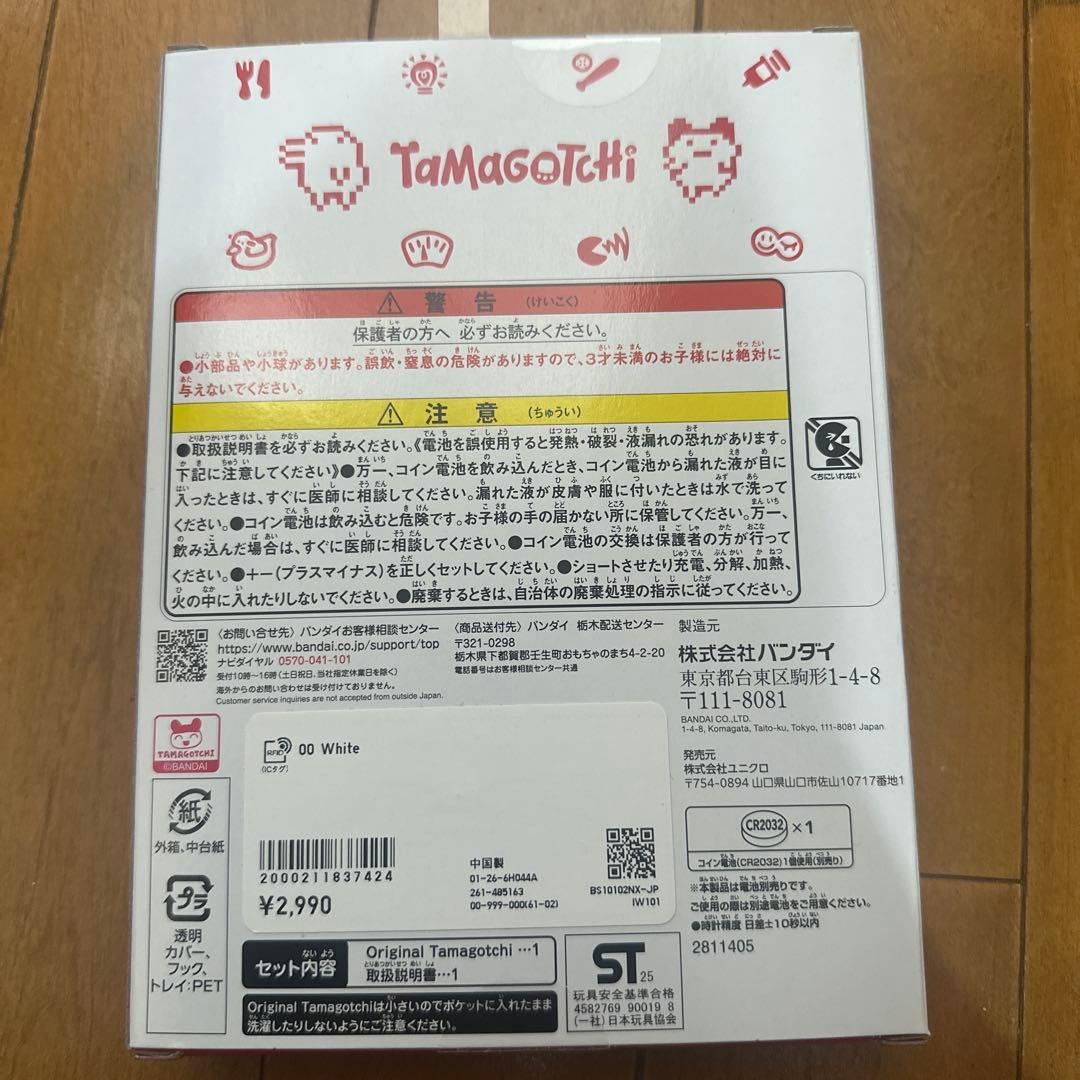 TaMaGOTCHi
警告 (けいこく)
保護者の方へ 必ずお読みください。
●小部品や小球があります。誤飲・窒息の危険がありますので、3才未満のお子様には絶対に
与えないでください。
注意 (ちゅうい)
●取扱説明書を必ずお読みください。《電池を誤使用すると発熱・破裂・液漏れの恐れがあります。
下記に注意してください》●万一、コイン電池を飲み込んだとき、コイン電池から漏れた液が目に
入ったときは、すぐに医師に相談してください。漏れた液が皮膚や服に付いたときは水で洗って
ください。●コイン電池は飲み込むと危険です。お子様の手の届かない所に保管してください。万一、
飲み込んだ場合は、すぐに医師に相談してください。●コイン電池の交換は保護者の方が行って
ください。●+−(プラスマイナス)を正しくセットしてください。●ショートさせたり充電、分解、加熱、
火の中に入れたりしないでください。●廃棄するときは、自治体の廃棄処理の指示に従ってください。
くちにいれない
〈お問い合せ先〉バンダイお客様相談センター
https://www.bandai.co.jp/support/top
ナビダイヤル 0570-041-101
受付10時〜16時(土日祝日、当社指定休業日を除く)
海外からのお問い合わせは受け付けておりません。
Customer service inquiries are not accepted from outside Japan.
〈商品送付先〉バンダイ 栃木配送センター
〒321-0298
栃木県下都賀郡壬生町おもちゃのまち4-2-20
電話番号はお客様相談センター共通
製造元
株式会社バンダイ
東京都台東区駒形1-4-8
〒111-8081
BANDAI CO.,LTD.
1-4-8, Komagata, Taito-ku, Tokyo, 111-8081 Japan
発売元
株式会社ユニクロ
〒754-0894 山口県山口市佐山10717番地1
TAMAGOTCHI
©BANDAI
紙
外箱、中台紙
プラ
透明
カバー、
フック、
トレイ:PET
RFID
(ICタグ)
00 White
2000211837424
¥2,990
中国製
01-26-6H044A
261-485163
00-999-000(61-02)
BS10102NX-JP
IW101
CR2032 ×1
コイン電池(CR2032)1個使用(別売り)
※本製品は電池別売りです。
ご使用の際は別途電池をご用意ください。
●時計精度 日差±10秒以内
2811405
セット内容
Original Tamagotchi …1
取扱説明書…1
Original Tamagotchiは小さいのでポケットに入れたまま
洗濯したりしないようにご注意ください。
ST 25
玩具安全基準合格
4582769 90019 8
(一社)日本玩具協会